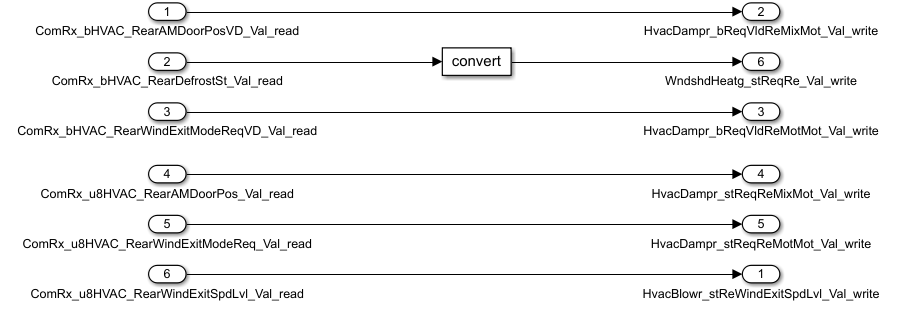 1 2
ComRx_bHVAC_RearAMDoorPosVD_Val_read HvacDampr_bReqVldReMixMot_Val_write
2 convert 6
ComRx_bHVAC_RearDefrostSt_Val_read WndshdHeatg_stReqRe_Val_write
3 3
ComRx_bHVAC_RearWindExitModeReqVD_Val_read HvacDampr_bReqVldReMotMot_Val_write
4 4
ComRx_u8HVAC_RearAMDoorPos_Val_read HvacDampr_stReqReMixMot_Val_write
5 5
ComRx_u8HVAC_RearWindExitModeReq_Val_read HvacDampr_stReqReMotMot_Val_write
6 1
ComRx_u8HVAC_RearWindExitSpdLvl_Val_read HvacBlowr_stReWindExitSpdLvl_Val_write